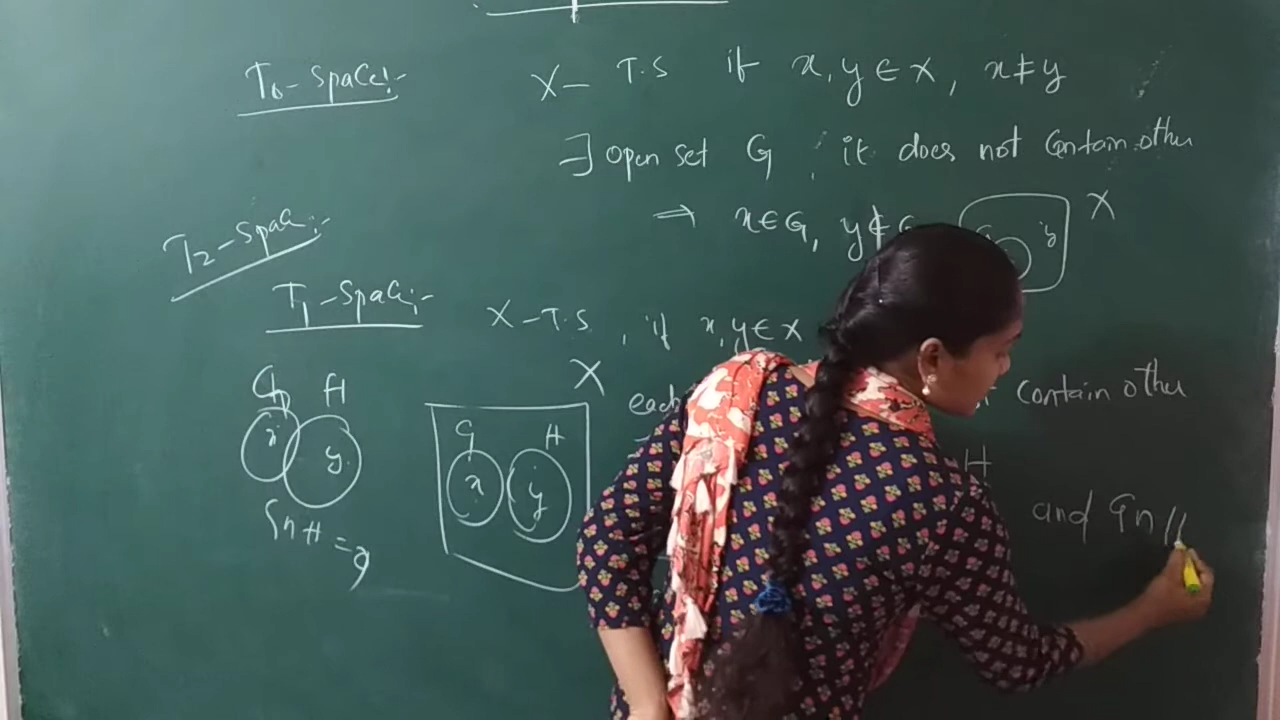 T₀-Space:-
X- T.S if x, y ∈ X, x ≠ y
∃ open set G it does not Contain other
⇒ x∈G, y∉G
X
y
T₂-Space:-
T₁-Space:-
X-T.S, if x, y ∈ X
each
contain other
G H
x y
G∩H =
X
G H
x y
H
and G∩H